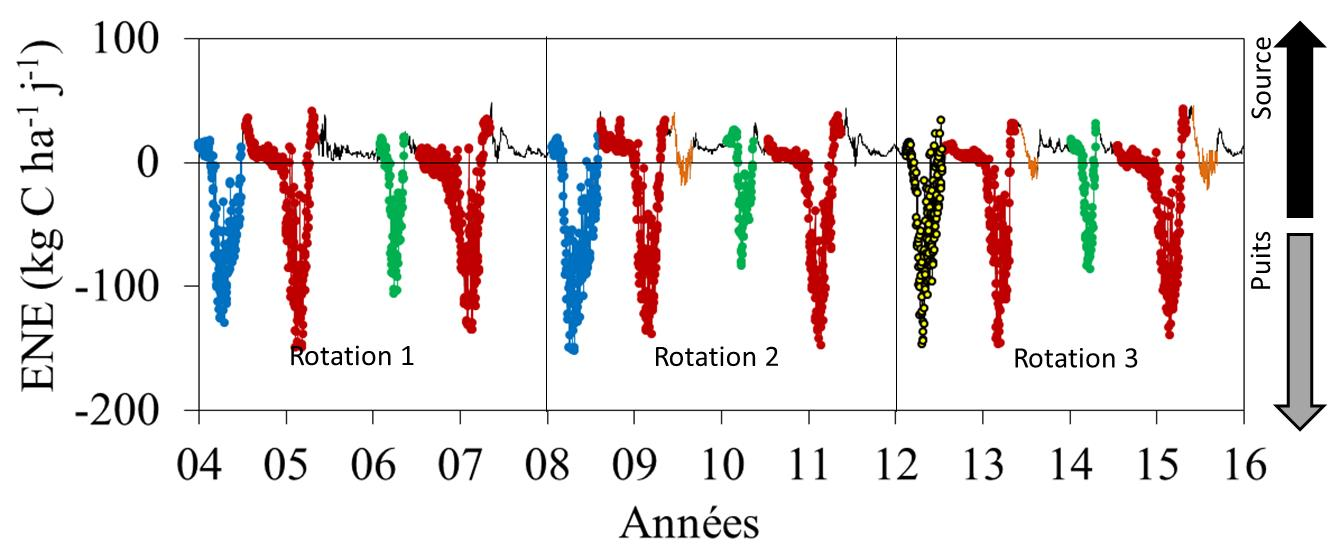 ENE (kg C ha-1 j-1)
100
0
-100
-200
Rotation 1
Rotation 2
Rotation 3
Source
Puits
04 05 06 07 08 09 10 11 12 13 14 15 16
Années